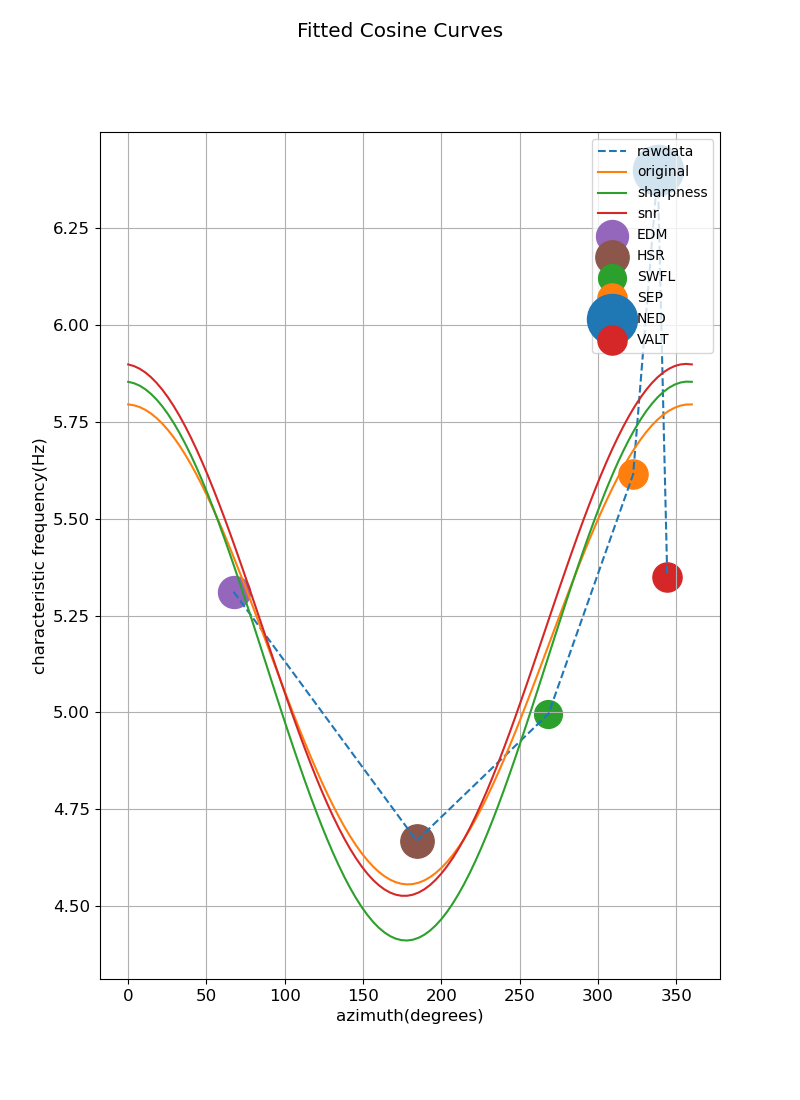 Fitted Cosine Curves
rawdata
original
sharpness
snr
EDM
HSR
SWFL
SEP
NED
VALT
characteristic frequency(Hz)
6.25
6.00
5.75
5.50
5.25
5.00
4.75
4.50
0 50 100 150 200 250 300 350
azimuth(degrees)